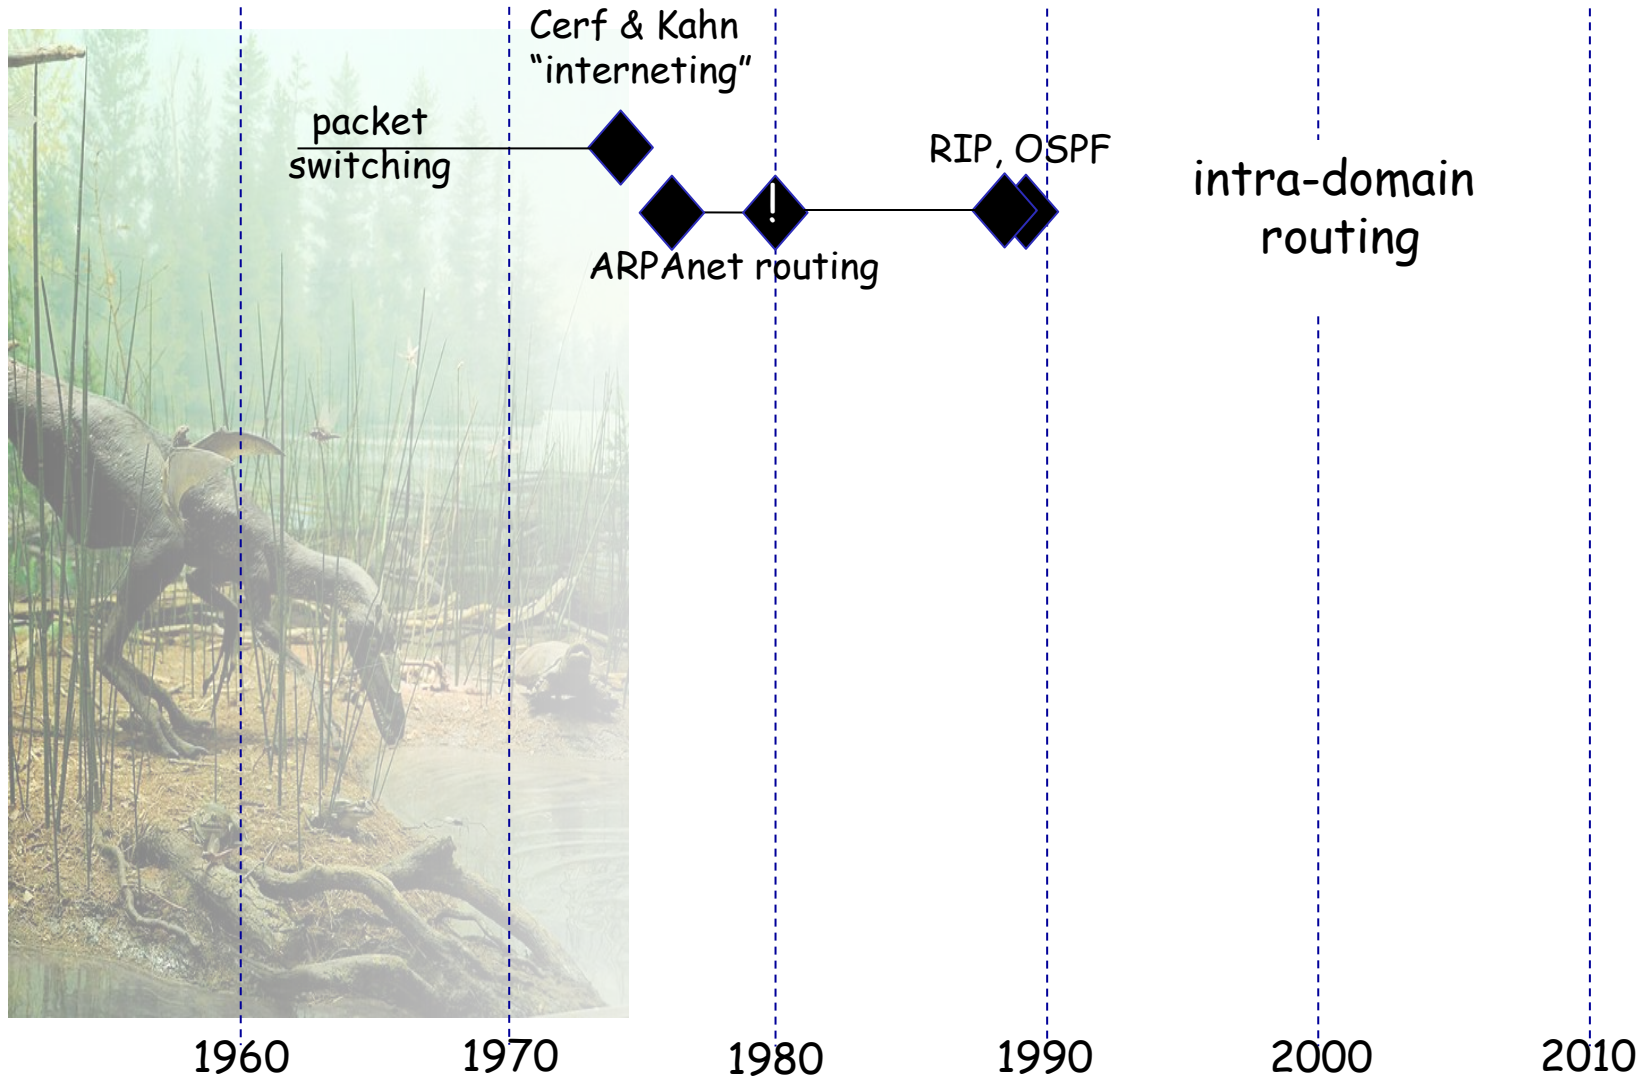 Cerf & Kahn
“interneting”
packet
switching
RIP, OSPF
intra-domain
routing
!
ARPAnet routing
1960
1970
1980
1990
2000
2010